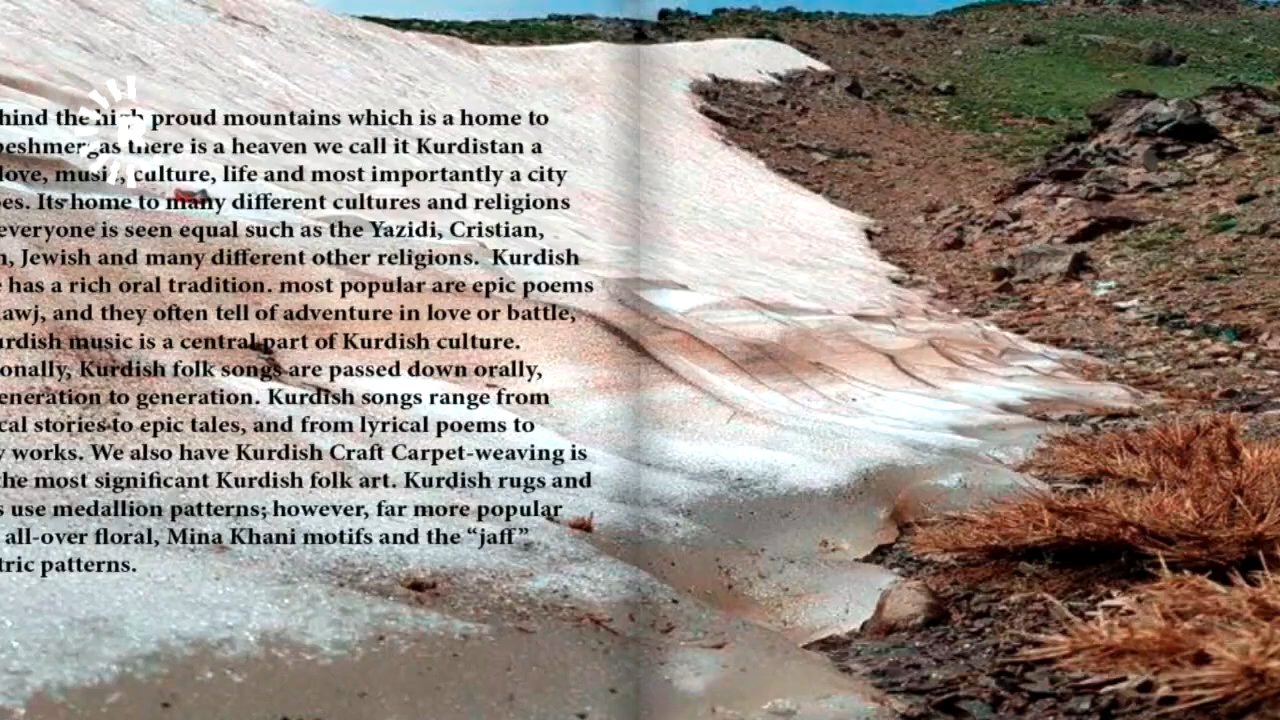 hind the high proud mountains which is a home to
peshmergas there is a heaven we call it Kurdistan a
love, music, culture, life and most importantly a city
es. Its home to many different cultures and religions
everyone is seen equal such as the Yazidi, Cristian,
n, Jewish and many different other religions. Kurdish
e has a rich oral tradition. most popular are epic poems
awj, and they often tell of adventure in love or battle,
urdish music is a central part of Kurdish culture.
onally, Kurdish folk songs are passed down orally,
eneration to generation. Kurdish songs range from
cal stories to epic tales, and from lyrical poems to
y works. We also have Kurdish Craft Carpet-weaving is
the most significant Kurdish folk art. Kurdish rugs and
s use medallion patterns; however, far more popular
all-over floral, Mina Khani motifs and the “jaff”
tric patterns.